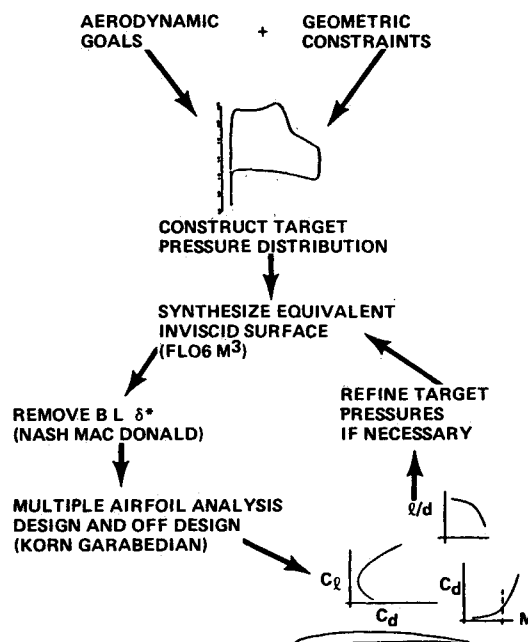 AERODYNAMIC
GOALS
+
GEOMETRIC
CONSTRAINTS
CONSTRUCT TARGET
PRESSURE DISTRIBUTION
SYNTHESIZE EQUIVALENT
INVISCID SURFACE
(FLO6 M³)
REMOVE B L δ*
(NASH MAC DONALD)
REFINE TARGET
PRESSURES
IF NECESSARY
MULTIPLE AIRFOIL ANALYSIS
DESIGN AND OFF DESIGN
(KORN GARABEDIAN)
ℓ/d
Cℓ
Cd
Cd
M